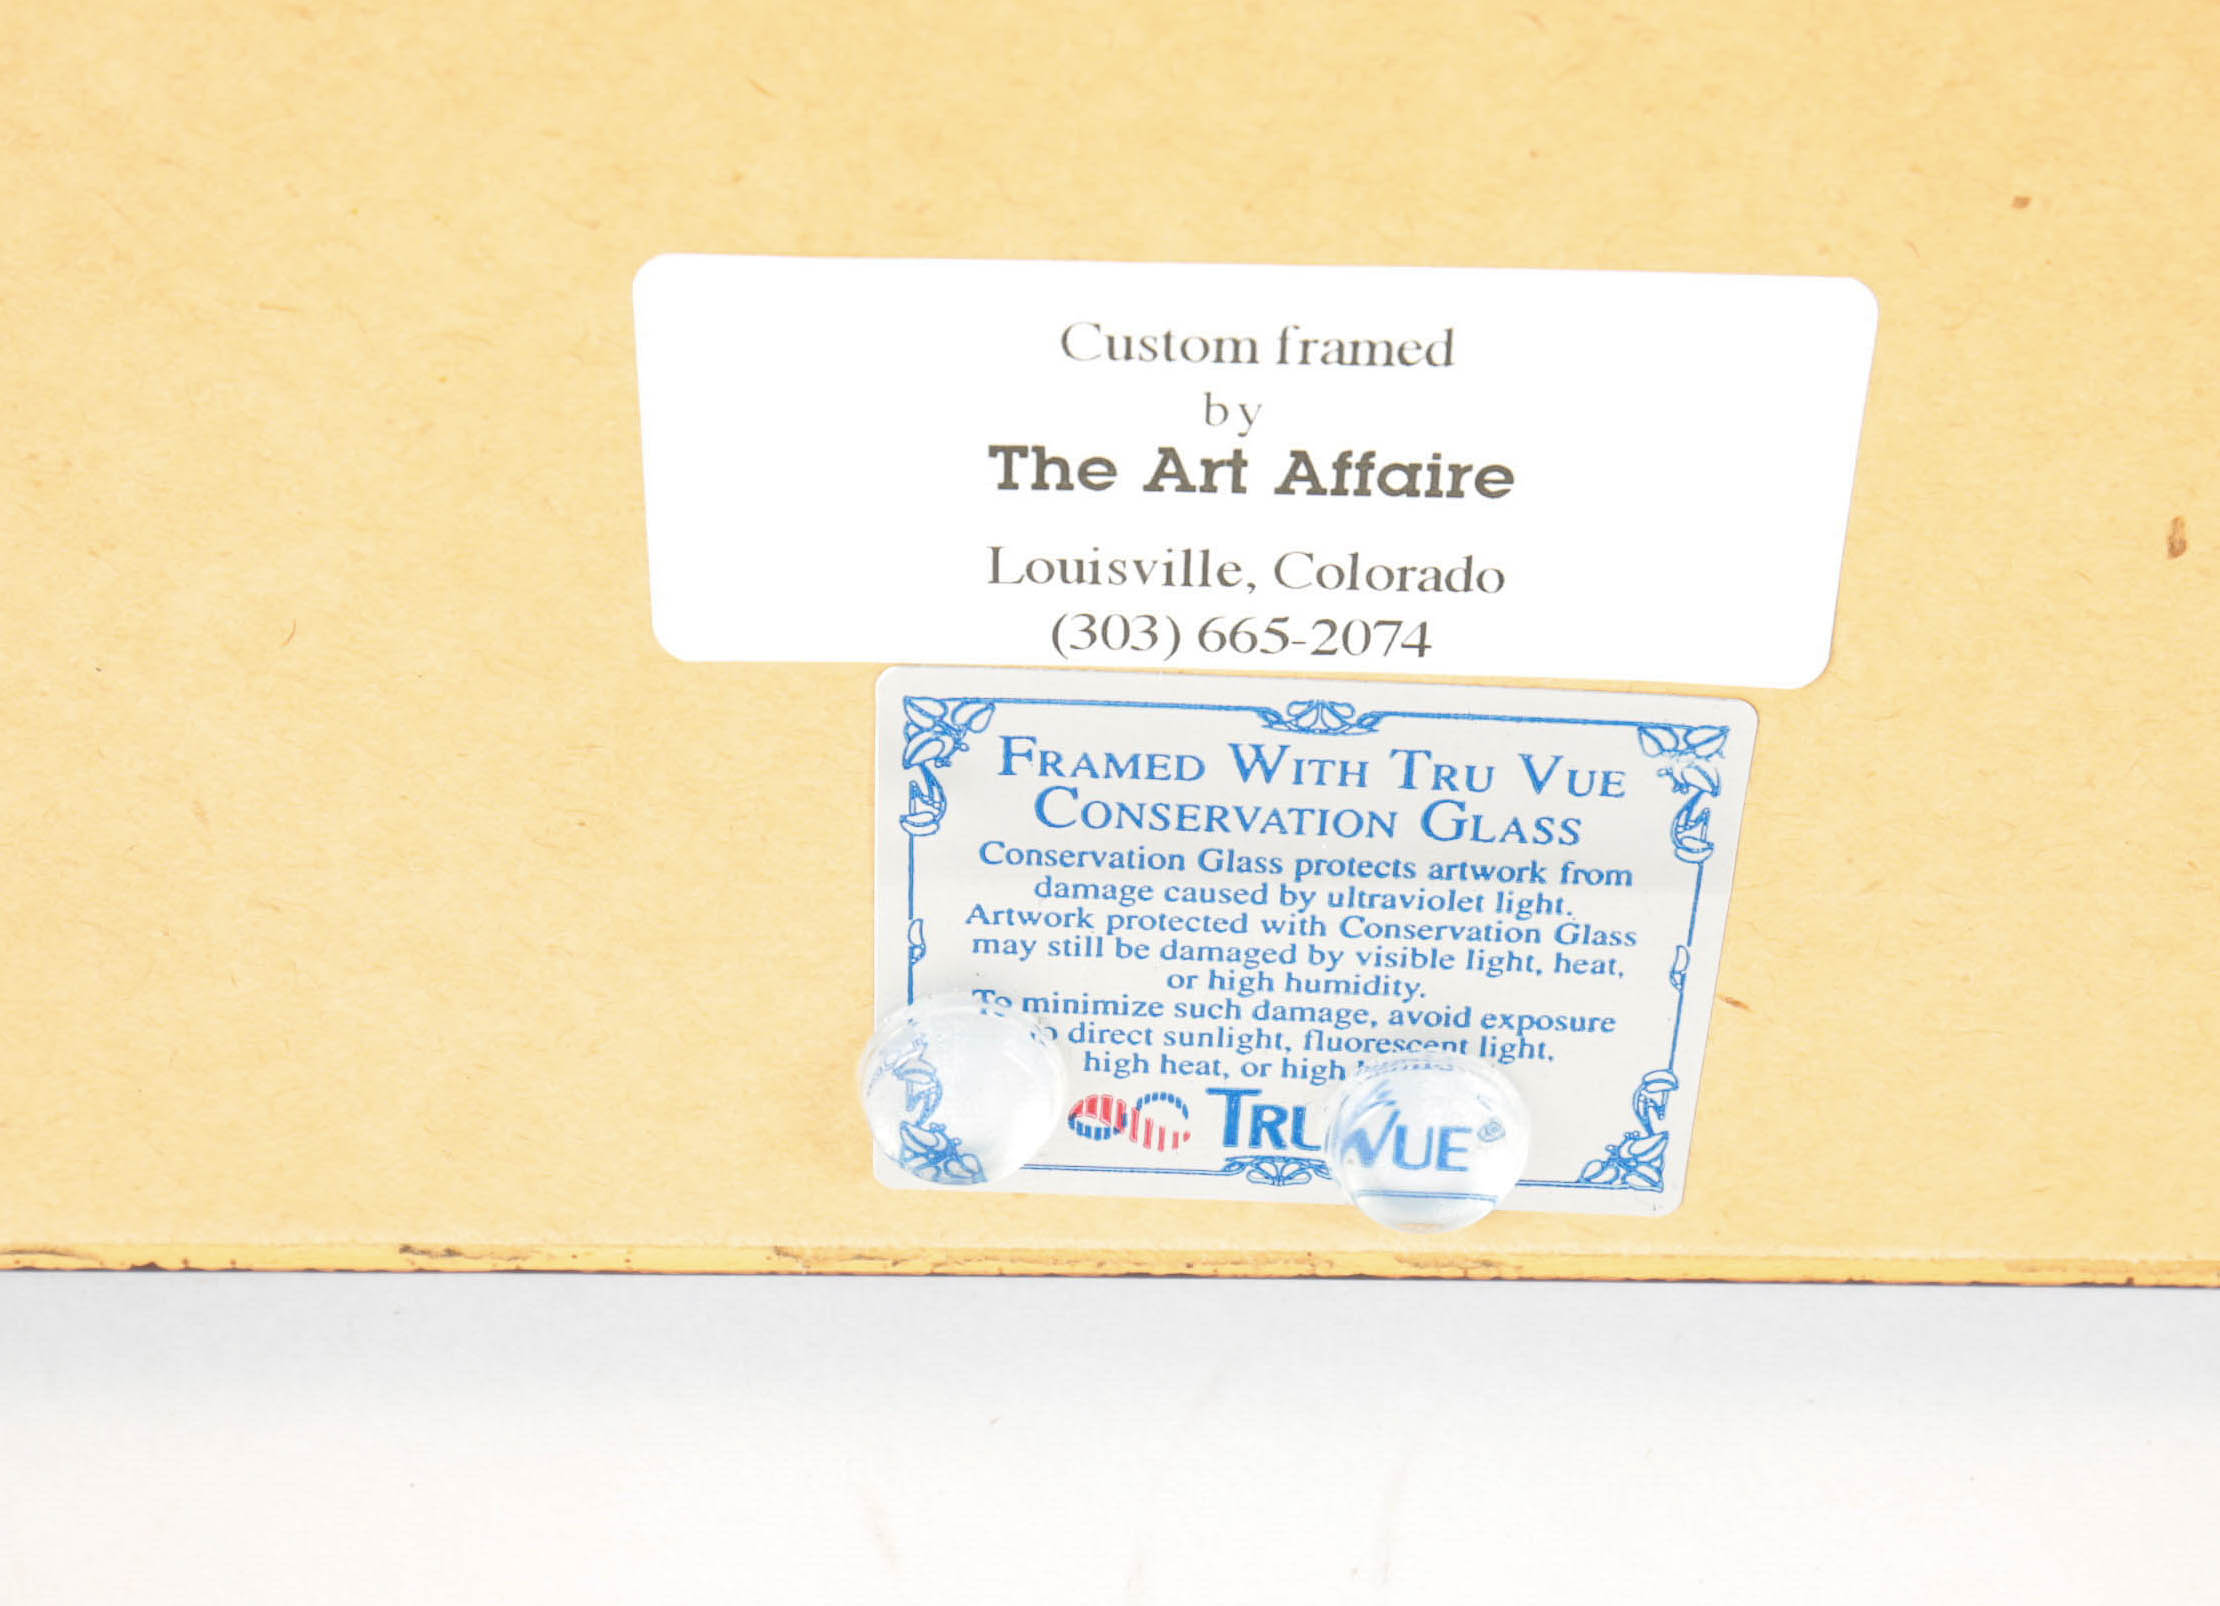 Custom framed
by
The Art Affaire
Louisville, Colorado
(303) 665-2074
FRAMED WITH TRU VUE
CONSERVATION GLASS
Conservation Glass protects artwork from
damage caused by ultraviolet light.
Artwork protected with Conservation Glass
may still be damaged by visible light, heat,
or high humidity.
To minimize such damage, avoid exposure
to direct sunlight, fluorescent light,
high heat, or high
TRU VUE